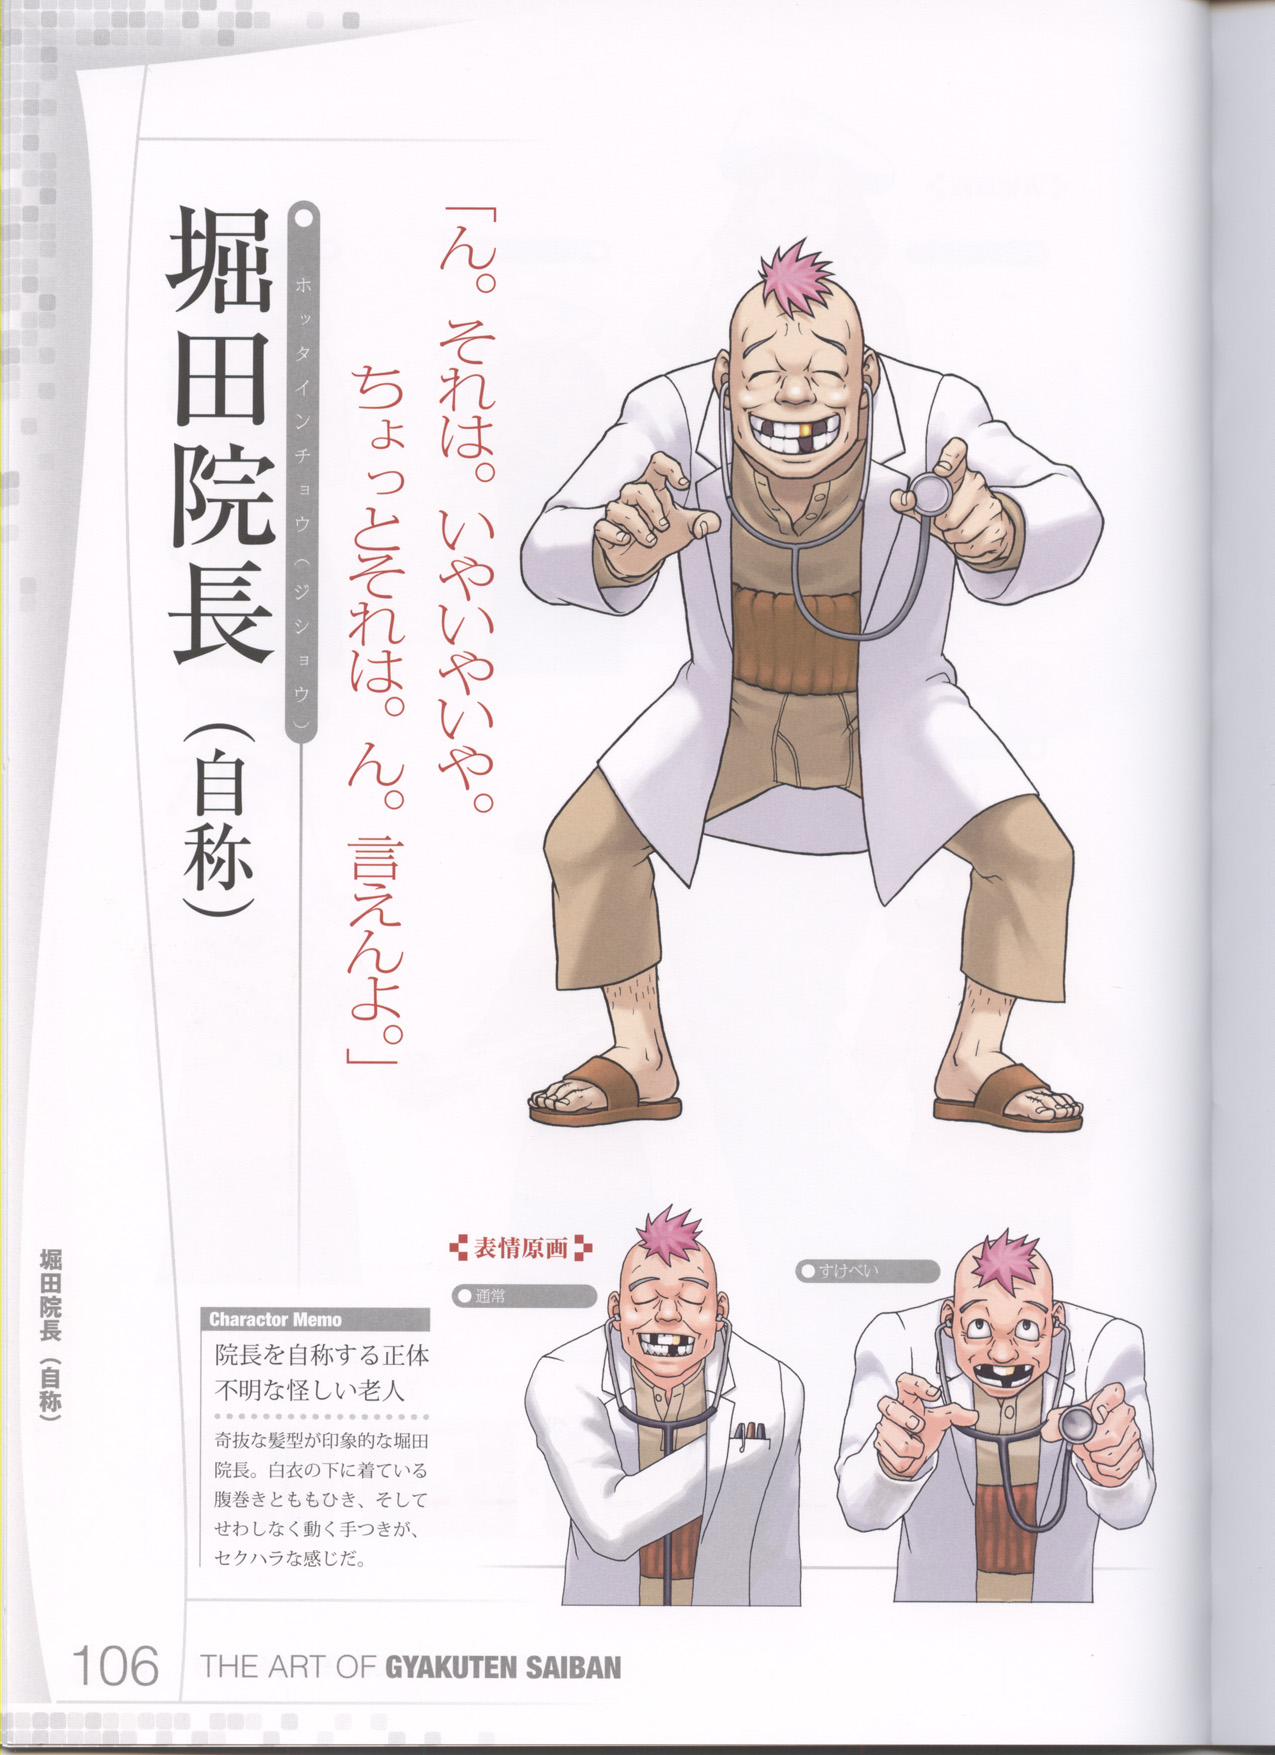 堀田院長（自称）
ホッタインチョウ（ジショウ）
「ん。それは。いやいやいや。
ちょっとそれは。ん。言えんよ。」
表情原画
通常
すけべい
Charactor Memo
院長を自称する正体
不明な怪しい老人
奇抜な髪型が印象的な堀田
院長。白衣の下に着ている
腹巻きとももひき、そして
せわしなく動く手つきが、
セクハラな感じだ。
堀田院長（自称）
106 THE ART OF GYAKUTEN SAIBAN